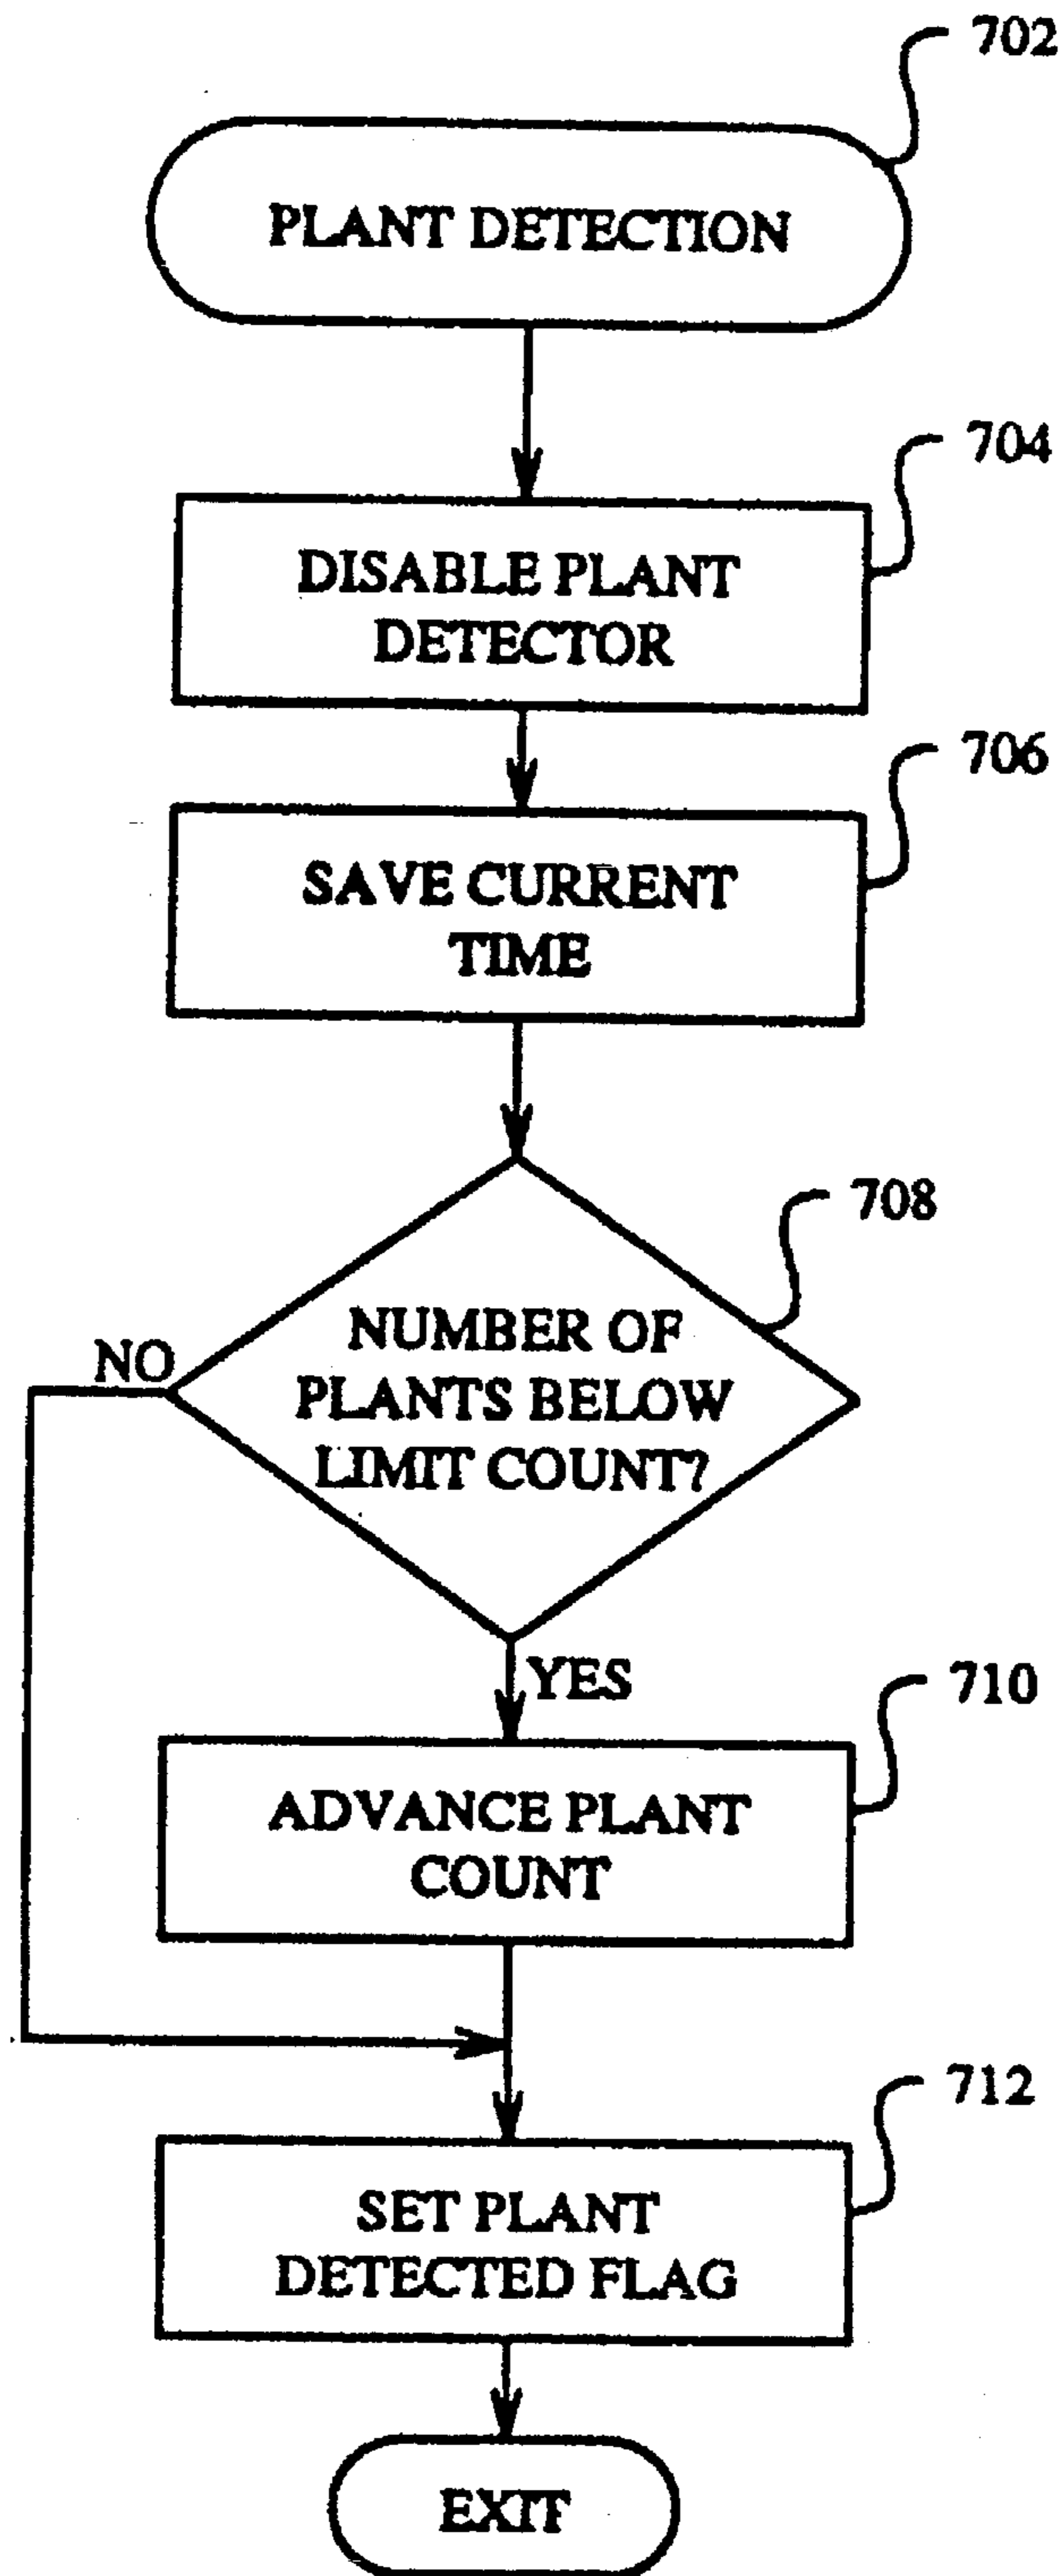 702
PLANT DETECTION
704
DISABLE PLANT
DETECTOR
706
SAVE CURRENT
TIME
708
NUMBER OF
PLANTS BELOW
LIMIT COUNT?
NO
YES
710
ADVANCE PLANT
COUNT
712
SET PLANT
DETECTED FLAG
EXIT